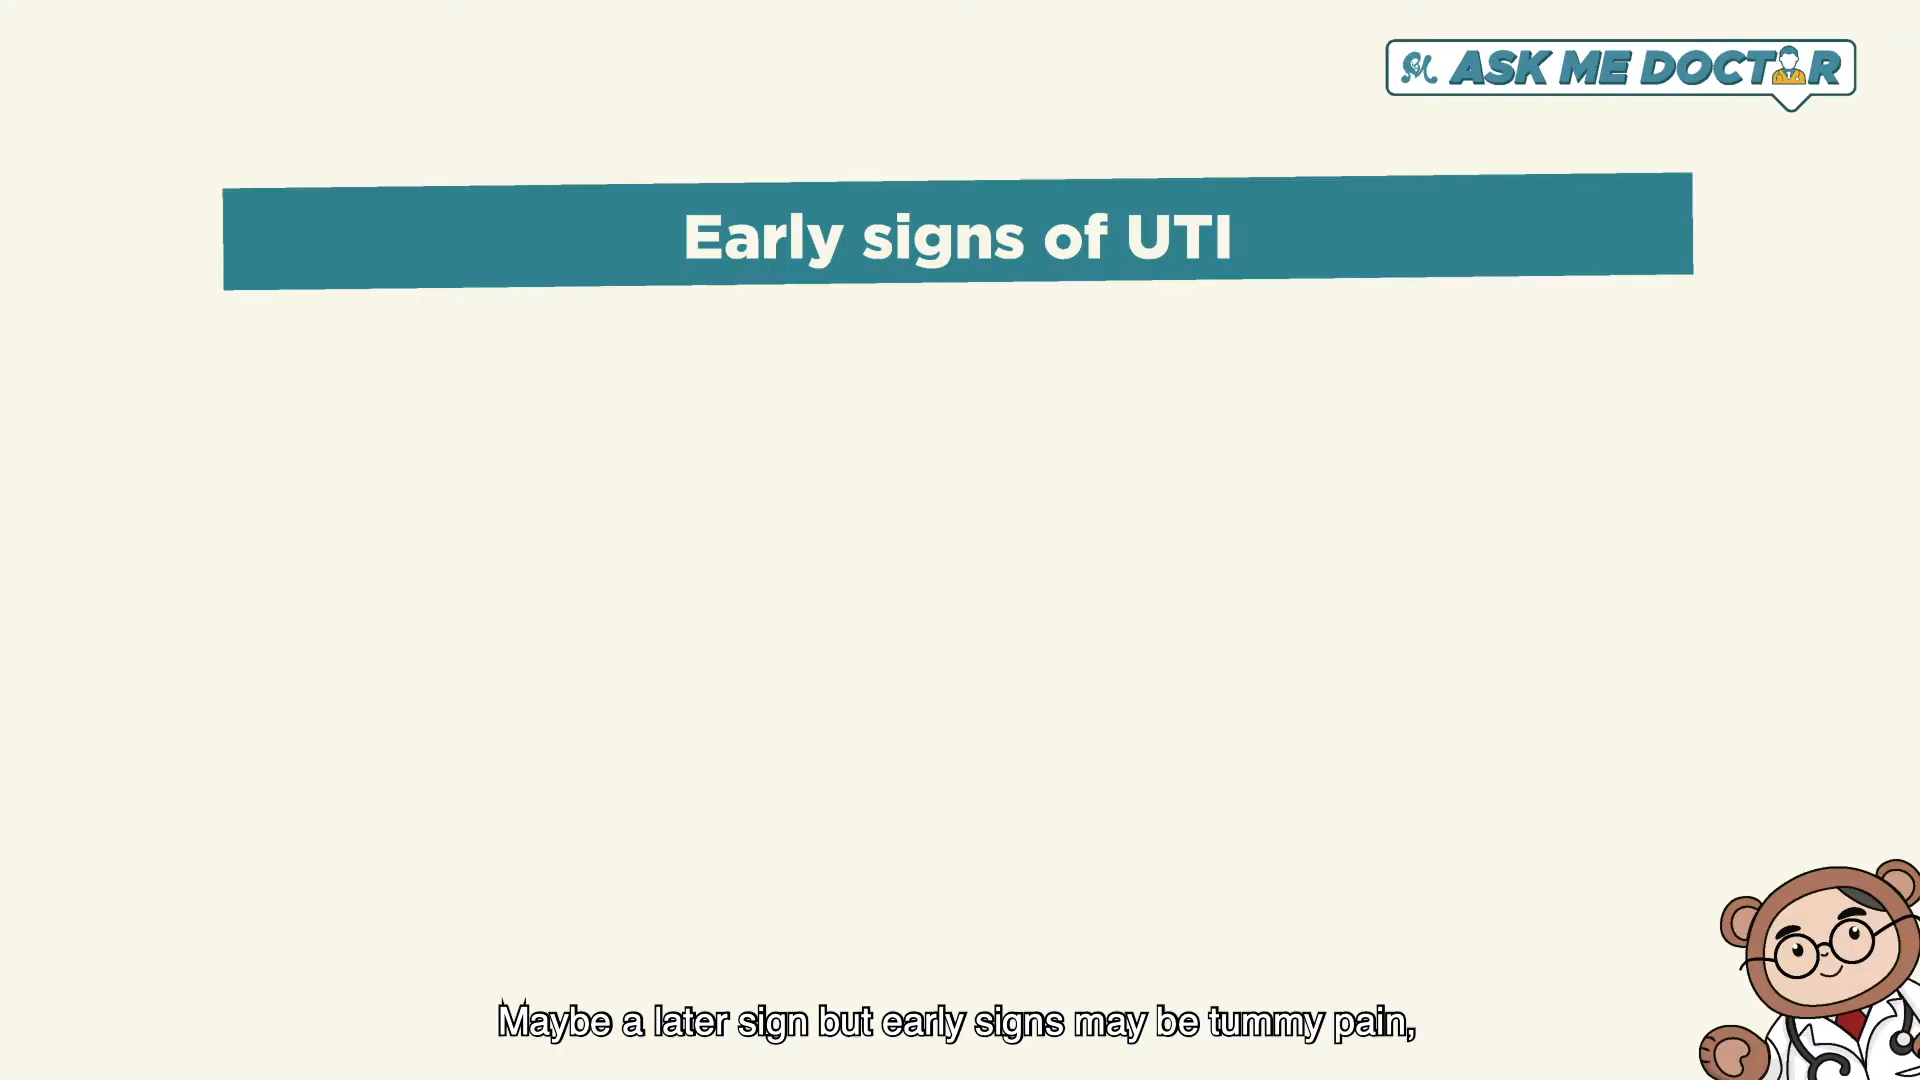 ASK ME DOCTOR
Early signs of UTI
Maybe a later sign but early signs may be tummy pain,